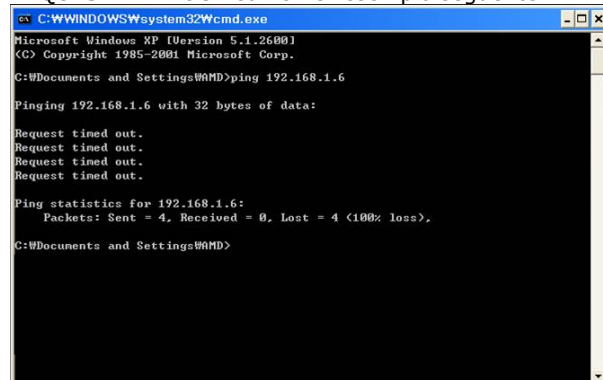 C:₩WINDOWS₩system32₩cmd.exe
Microsoft Windows XP [Version 5.1.2600]
(C) Copyright 1985-2001 Microsoft Corp.
C:₩Documents and Settings₩AMD>ping 192.168.1.6
Pinging 192.168.1.6 with 32 bytes of data:
Request timed out.
Request timed out.
Request timed out.
Request timed out.
Ping statistics for 192.168.1.6:
Packets: Sent = 4, Received = 0, Lost = 4 (100% loss),
C:₩Documents and Settings₩AMD>